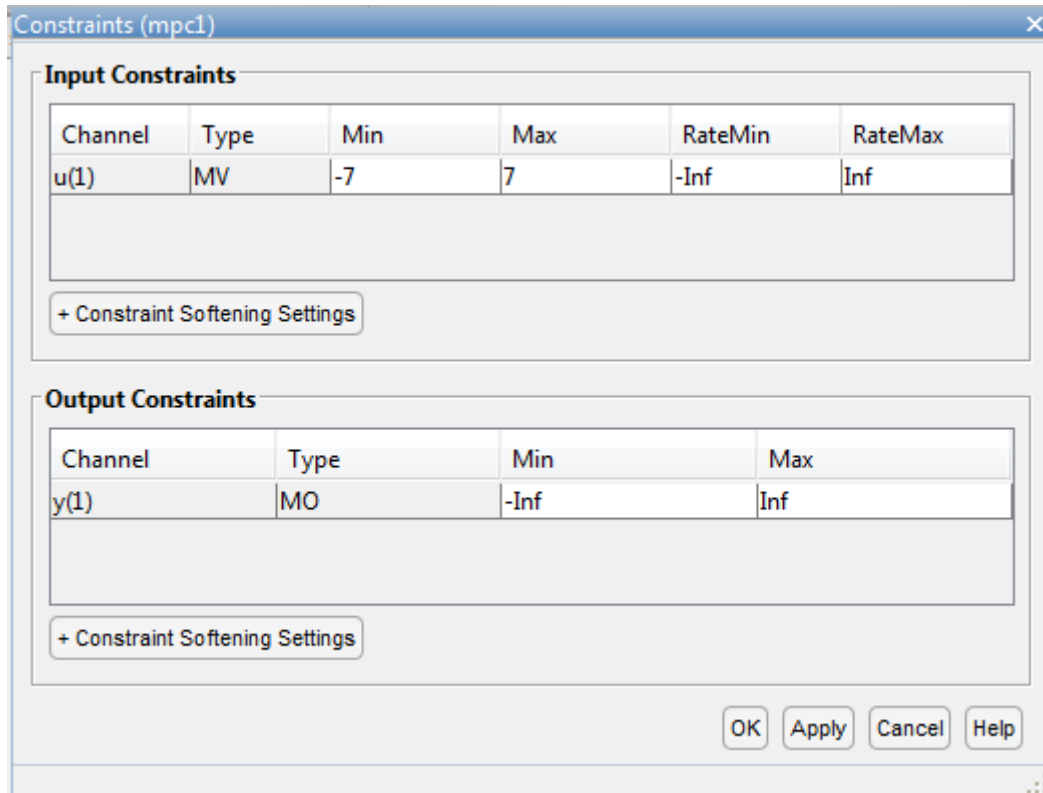 Constraints (mpc1)
Input Constraints
Channel Type Min Max RateMin RateMax
u(1) MV -7 7 -Inf Inf
+ Constraint Softening Settings
Output Constraints
Channel Type Min Max
y(1) MO -Inf Inf
+ Constraint Softening Settings
OK Apply Cancel Help